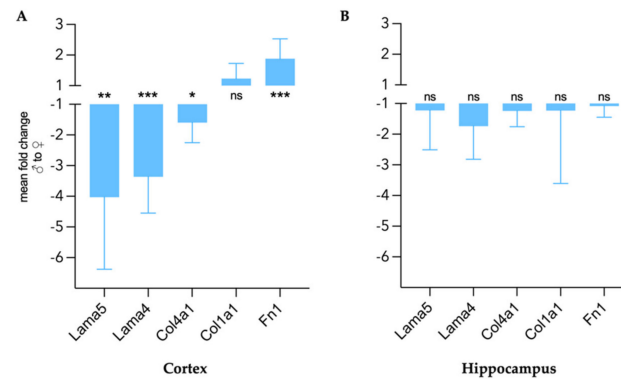 A
B
3
2
1
-1
-2
-3
-4
-5
-6
mean fold change
♂ to ♀
** *** * ns ***
Lama5 Lama4 Col4a1 Col1a1 Fn1
Cortex
3
2
1
-1
-2
-3
-4
-5
-6
ns ns ns ns ns
Lama5 Lama4 Col4a1 Col1a1 Fn1
Hippocampus